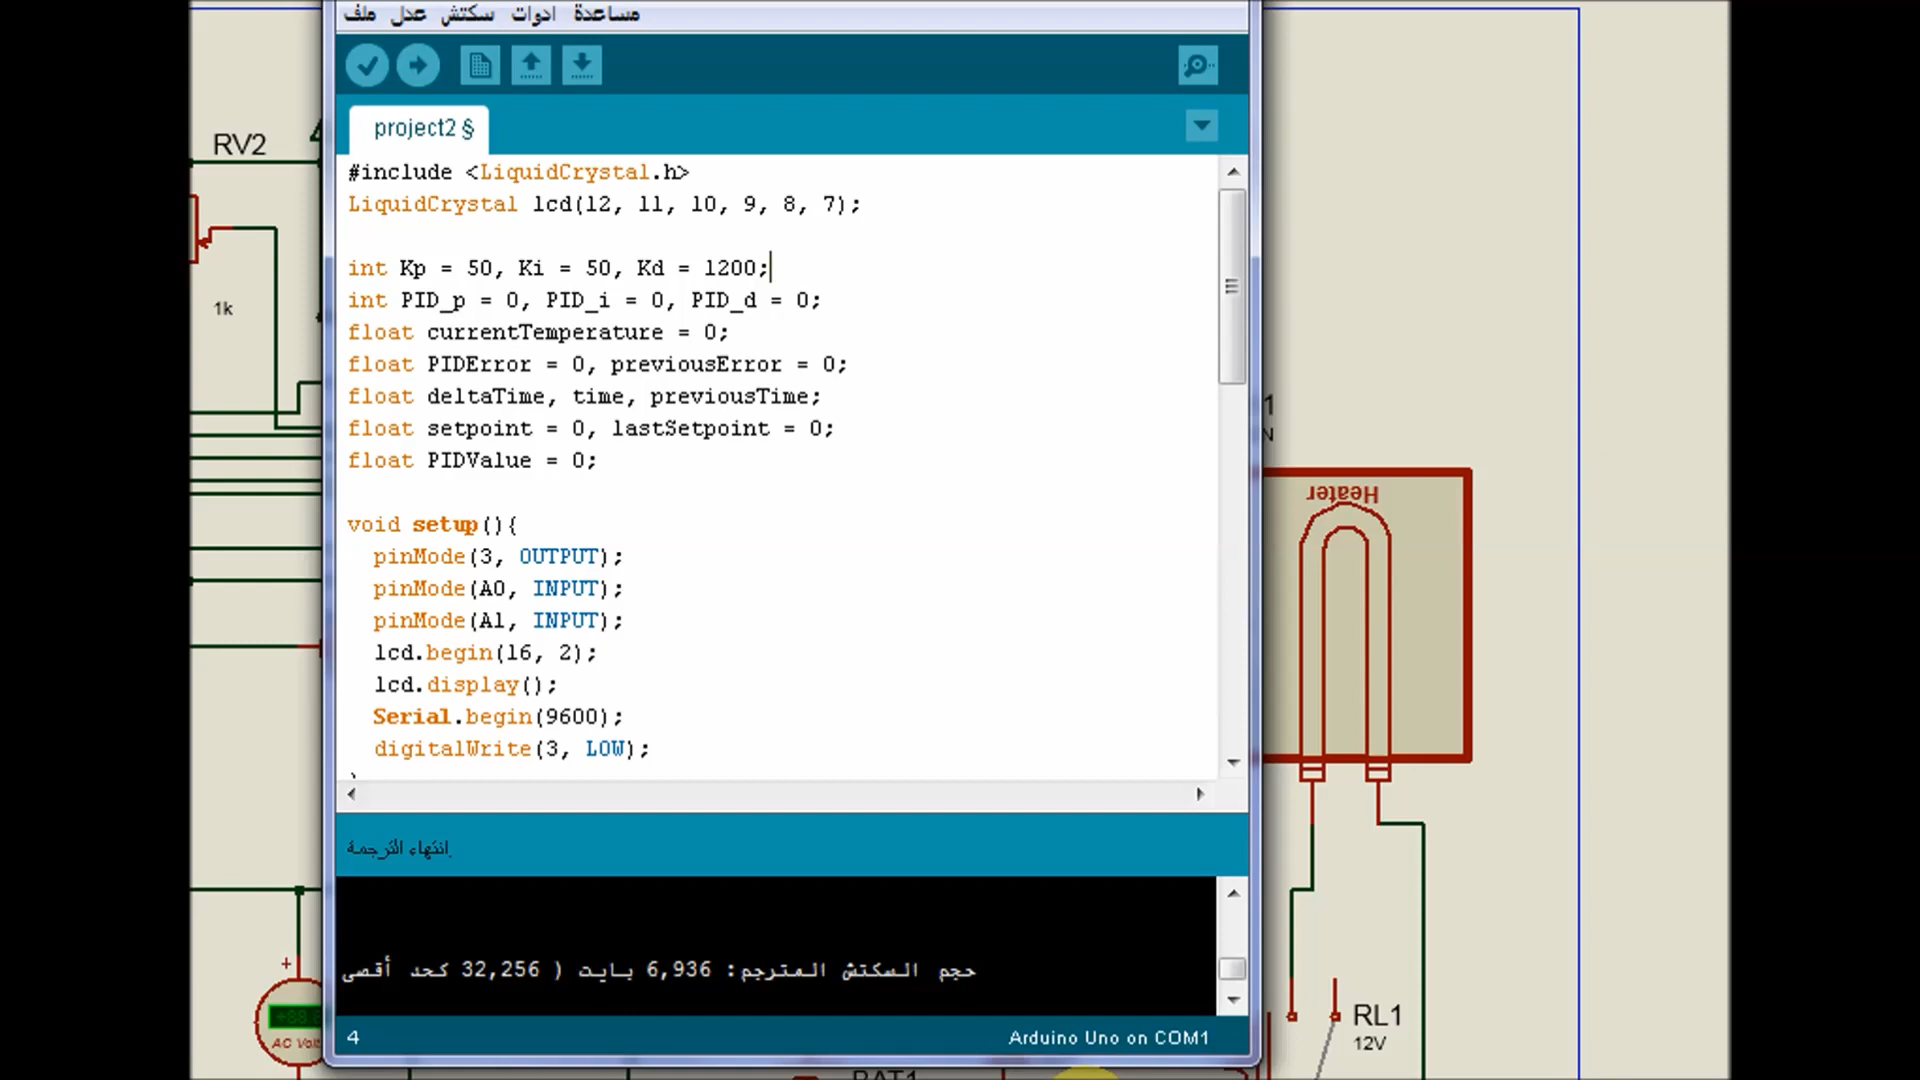 ملف عدل سكتش ادوات مساعدة
project2 §
#include <LiquidCrystal.h>
LiquidCrystal lcd(12, 11, 10, 9, 8, 7);
int Kp = 50, Ki = 50, Kd = 1200;
int PID_p = 0, PID_i = 0, PID_d = 0;
float currentTemperature = 0;
float PIDError = 0, previousError = 0;
float deltaTime, time, previousTime;
float setpoint = 0, lastSetpoint = 0;
float PIDValue = 0;
void setup(){
pinMode(3, OUTPUT);
pinMode(A0, INPUT);
pinMode(A1, INPUT);
lcd.begin(16, 2);
lcd.display();
Serial.begin(9600);
digitalWrite(3, LOW);
انتهاء الترجمة.
حجم السكتش المترجم: 6,936 بايت ( 32,256 كحد أقصى
4
Arduino Uno on COM1
RV2
1k
Heater
RL1
12V
+
AC Volt
BAT1